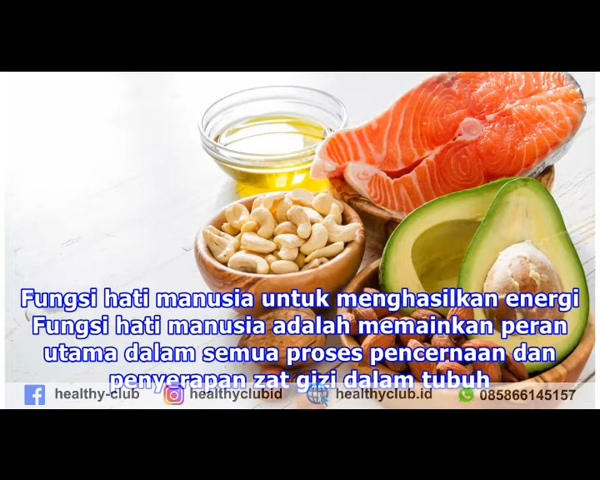 Fungsi hati manusia untuk menghasilkan energi
Fungsi hati manusia adalah memainkan peran
utama dalam semua proses pencernaan dan
penyerapan zat gizi dalam tubuh
healthy-club healthyclubid healthyclub.id 085866145157